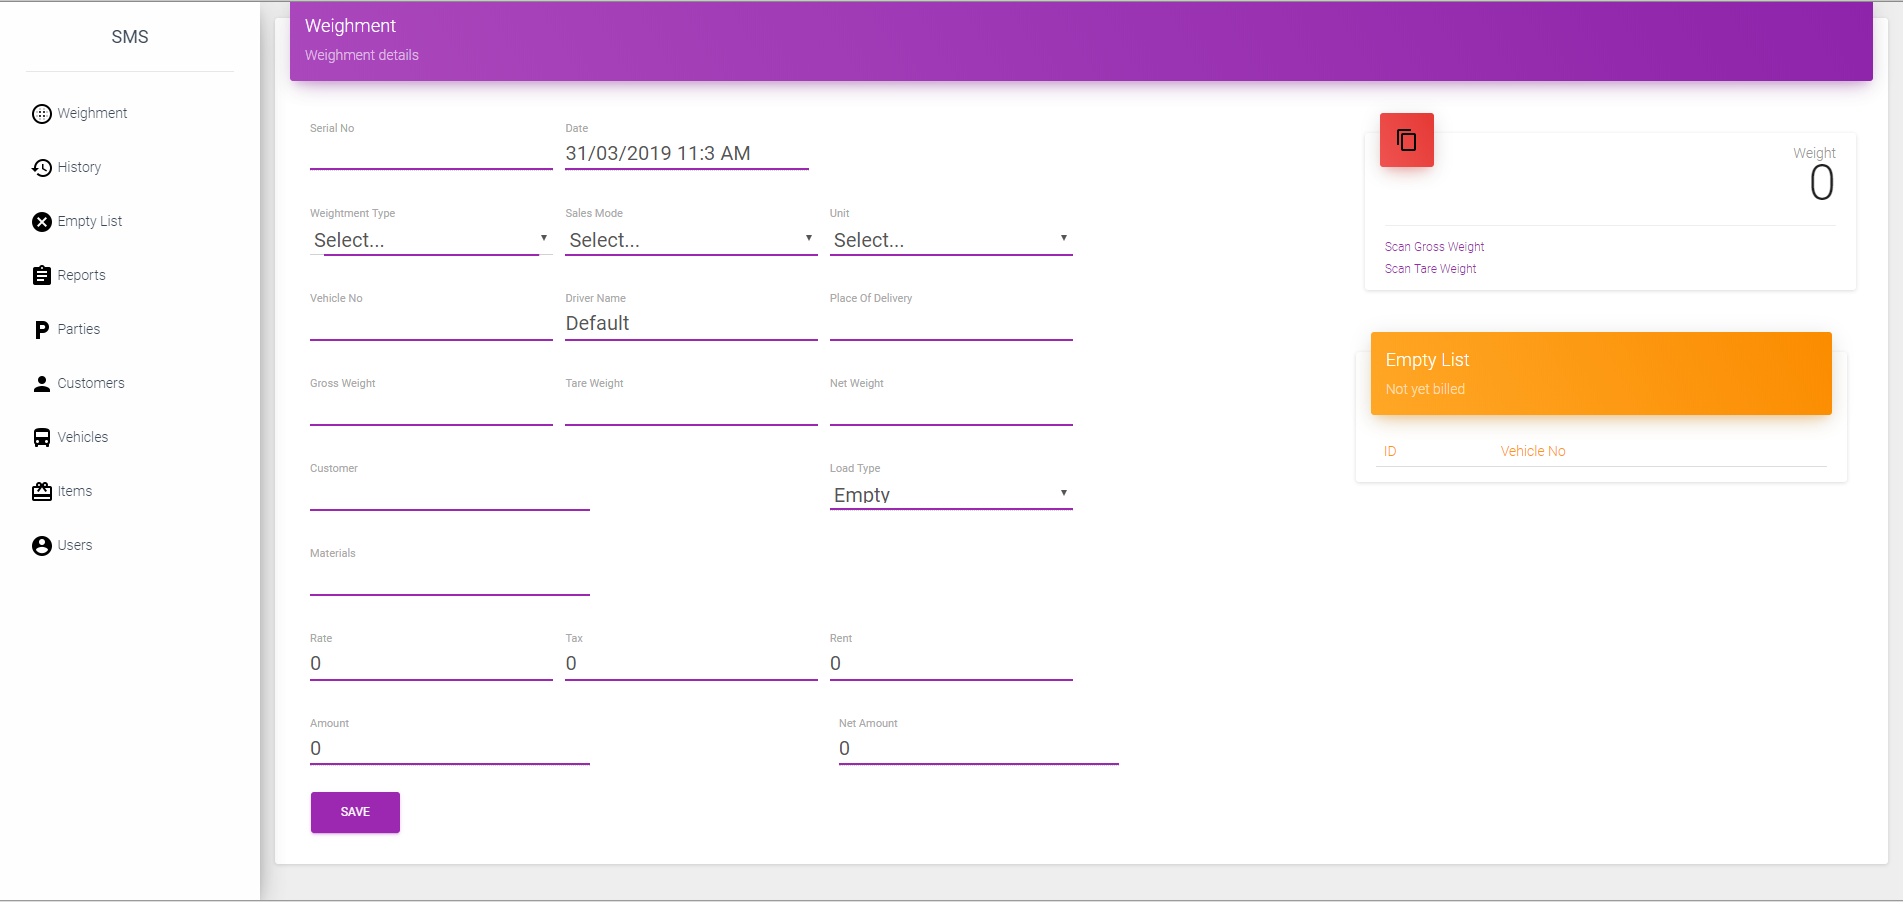 SMS
Weighment
History
Empty List
Reports
Parties
Customers
Vehicles
Items
Users
Weighment
Weighment details
Serial No
Date
31/03/2019 11:3 AM
Weightment Type
Sales Mode
Unit
Select...
Select...
Select...
Vehicle No
Driver Name
Place Of Delivery
Default
Gross Weight
Tare Weight
Net Weight
Customer
Load Type
Empty
Materials
Rate
Tax
Rent
0
0
0
Amount
Net Amount
0
0
SAVE
Weight
0
Scan Gross Weight
Scan Tare Weight
Empty List
Not yet billed
ID
Vehicle No